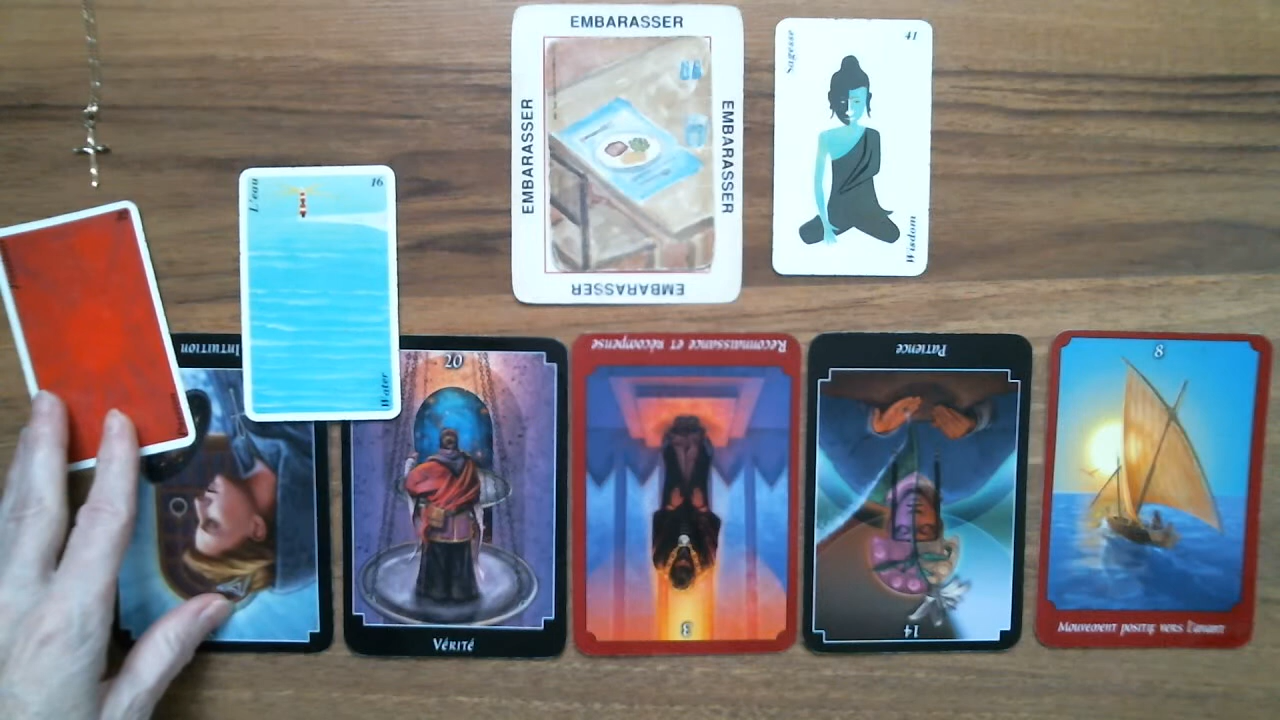 EMBARASSER
EMBARASSER
EMBARASSER
EMBARASSER
Sagesse
41
Wisdom
L'eau
16
Water
Intuition
20
Vérité
Reconnaissance et récompense
3
Patience
14
8
Mouvement positif vers l'avant